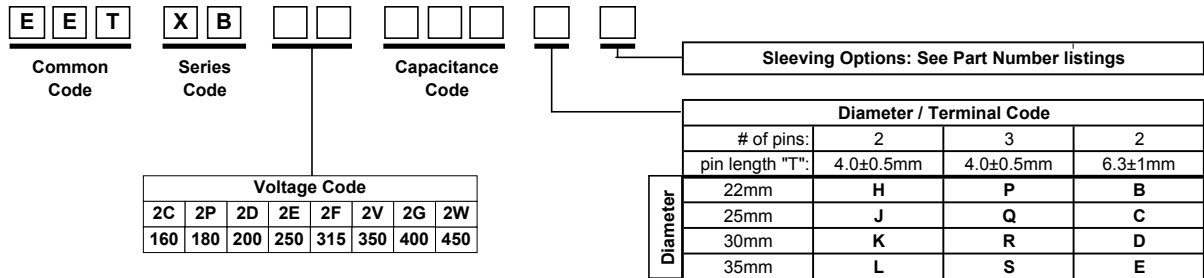 E E T X B
Common Code
Series Code
Capacitance Code
Sleeving Options: See Part Number listings
Diameter / Terminal Code
# of pins: 2 3 2
pin length "T": 4.0±0.5mm 4.0±0.5mm 6.3±1mm
Diameter
22mm H P B
25mm J Q C
30mm K R D
35mm L S E
Voltage Code
2C 2P 2D 2E 2F 2V 2G 2W
160 180 200 250 315 350 400 450